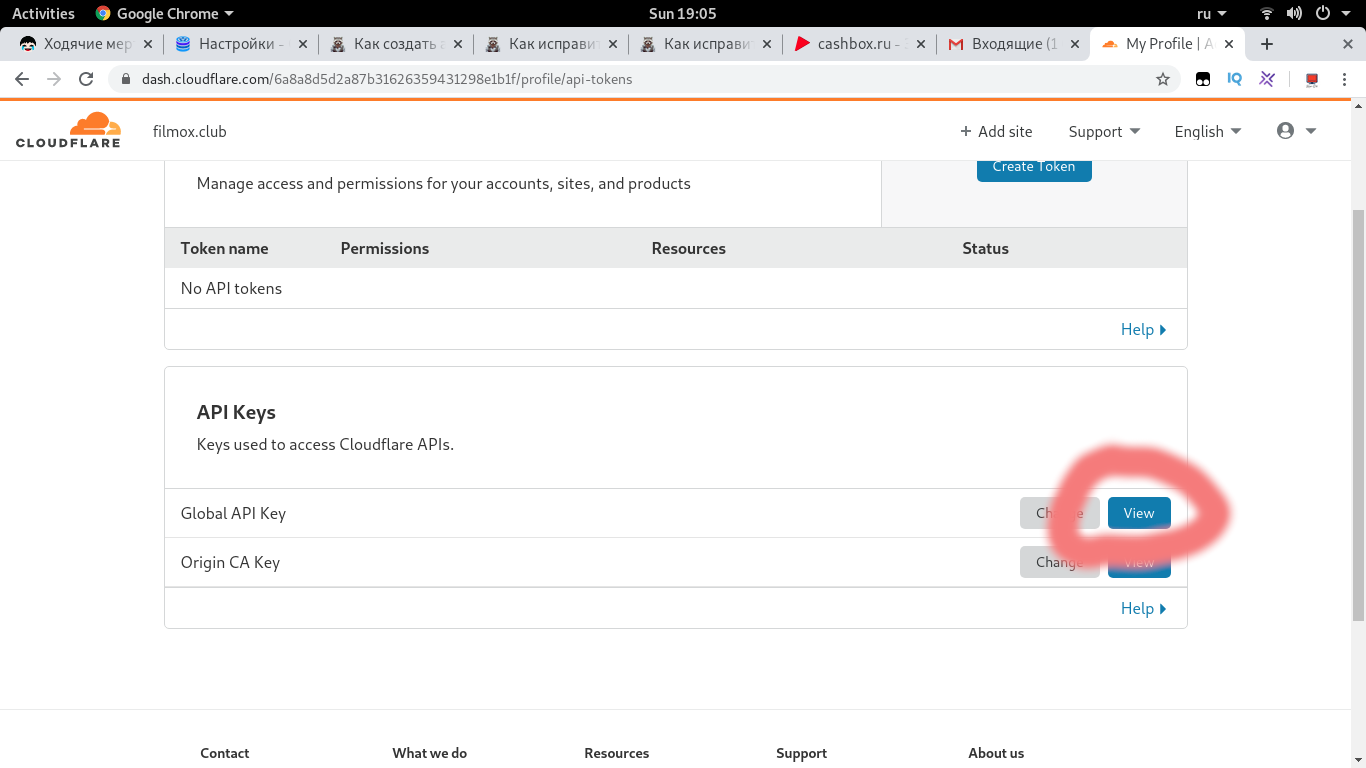 Activities Google Chrome Sun 19:05 ru
Ходячие мер Настройки - Как создать Как исправит Как исправи cashbox.ru - Входящие (1 My Profile | A
dash.cloudflare.com/6a8a8d5d2a87b31626359431298e1b1f/profile/api-tokens IQ
CLOUDFLARE filmox.club + Add site Support English
Create Token
Manage access and permissions for your accounts, sites, and products
Token name Permissions Resources Status
No API tokens
Help
API Keys
Keys used to access Cloudflare APIs.
Global API Key Change View
Origin CA Key Change View
Help
Contact What we do Resources Support About us